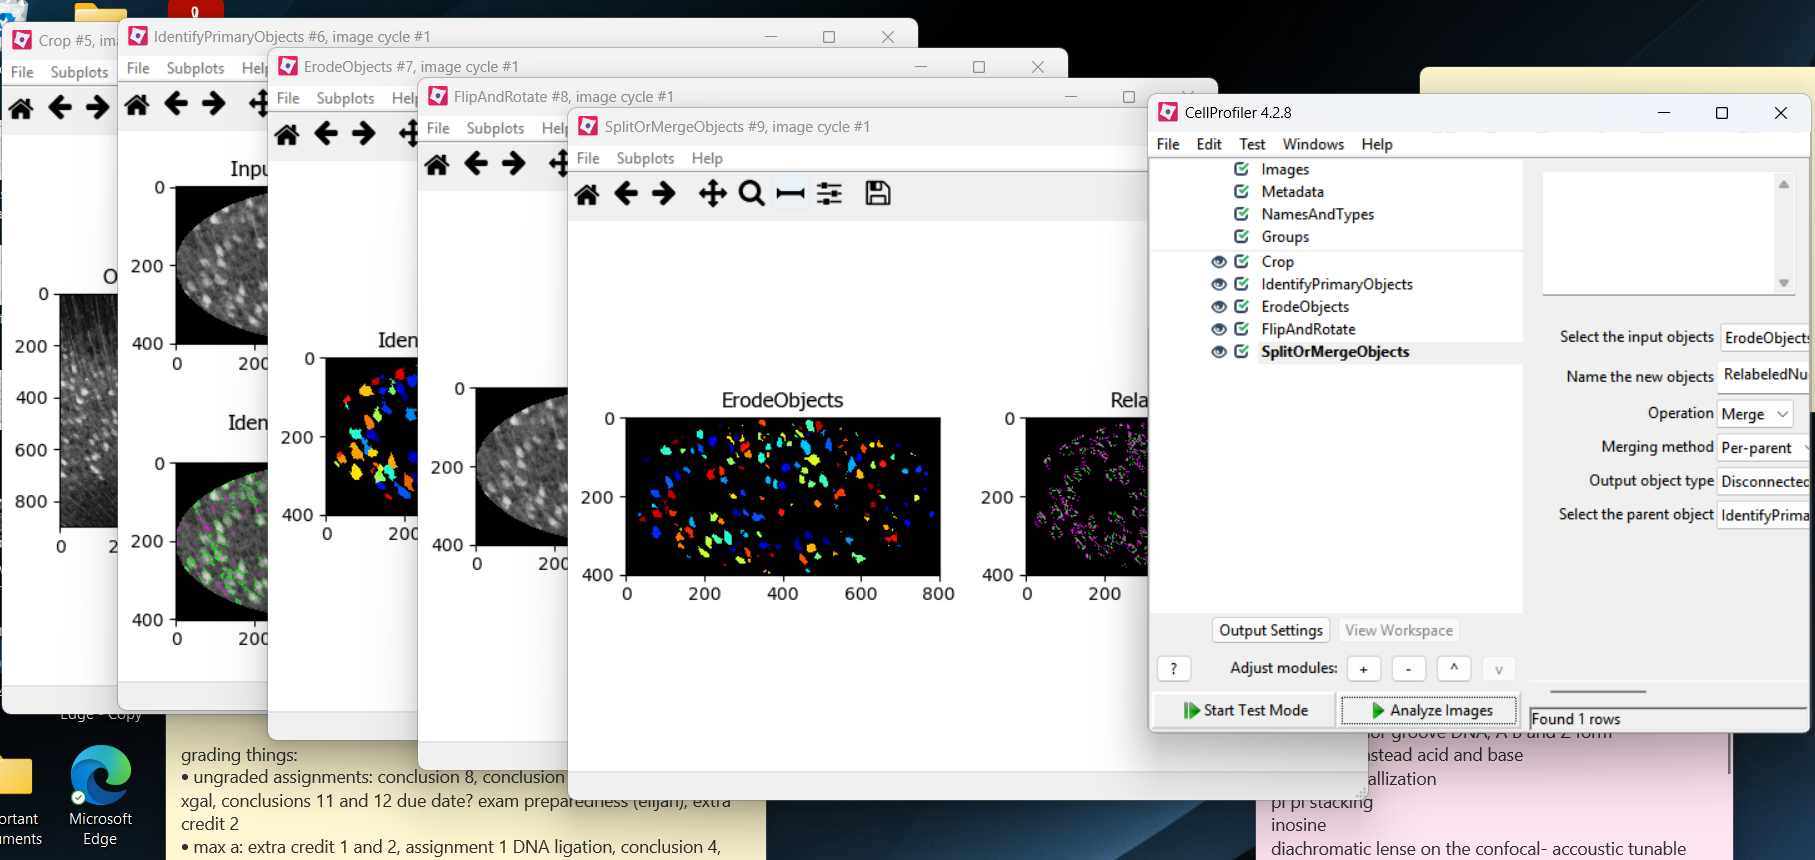 Crop #5, im
File Subplots
O
0
200
400
600
800
0 2
IdentifyPrimaryObjects #6, image cycle #1
File Subplots Help
Inpu
0
200
400
0 200
Iden
0
200
400
0 200
ErodeObjects #7, image cycle #1
File Subplots Help
Iden
0
200
400
0 200
FlipAndRotate #8, image cycle #1
File Subplots Help
0
200
400
0 200
SplitOrMergeObjects #9, image cycle #1
File Subplots Help
ErodeObjects
0
200
400
0 200 400 600 800
Rela
0
200
400
0 200
CellProfiler 4.2.8
File Edit Test Windows Help
Images
Metadata
NamesAndTypes
Groups
Crop
IdentifyPrimaryObjects
ErodeObjects
FlipAndRotate
SplitOrMergeObjects
Select the input objects ErodeObjects
Name the new objects RelabeledNu
Operation Merge
Merging method Per-parent
Output object type Disconnected
Select the parent object IdentifyPrima
Output Settings View Workspace
? Adjust modules: + - ^ v
Start Test Mode Analyze Images
Found 1 rows
Edge - Copy
ortant
ments
Microsoft
Edge
grading things:
• ungraded assignments: conclusion 8, conclusion
xgal, conclusions 11 and 12 due date? exam preparedness (elijah), extra
credit 2
• max a: extra credit 1 and 2, assignment 1 DNA ligation, conclusion 4,
or groove DNA, A B and Z form
nstead acid and base
allization
pi pi stacking
inosine
diachromatic lense on the confocal- accoustic tunable